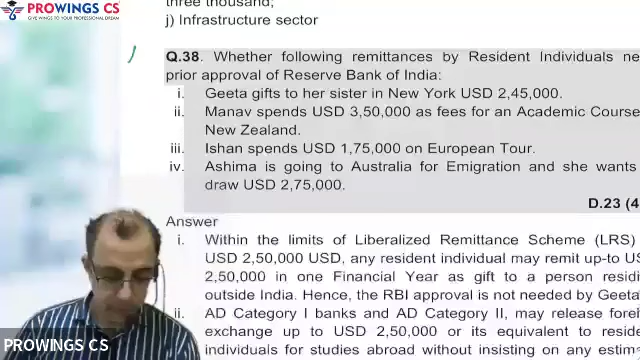 PROWINGS CS
GIVE WINGS TO YOUR PROFESSIONAL DREAM
three thousand;
j) Infrastructure sector
Q.38. Whether following remittances by Resident Individuals ne
prior approval of Reserve Bank of India:
i. Geeta gifts to her sister in New York USD 2,45,000.
ii. Manav spends USD 3,50,000 as fees for an Academic Course
New Zealand.
iii. Ishan spends USD 1,75,000 on European Tour.
iv. Ashima is going to Australia for Emigration and she wants
draw USD 2,75,000.
D.23 (4
Answer
i. Within the limits of Liberalized Remittance Scheme (LRS)
USD 2,50,000 USD, any resident individual may remit up-to US
2,50,000 in one Financial Year as gift to a person residi
outside India. Hence, the RBI approval is not needed by Geeta
ii. AD Category I banks and AD Category II, may release forei
exchange up to USD 2,50,000 or its equivalent to reside
individuals for studies abroad without insisting on any estim
PROWINGS CS